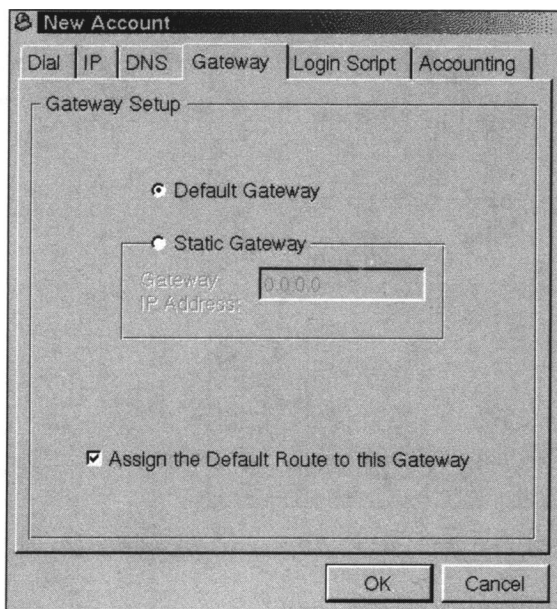 New Account
Dial IP DNS Gateway Login Script Accounting
Gateway Setup
Default Gateway
Static Gateway
Gateway
IP Address:
0.0.0.0
Assign the Default Route to this Gateway
OK Cancel